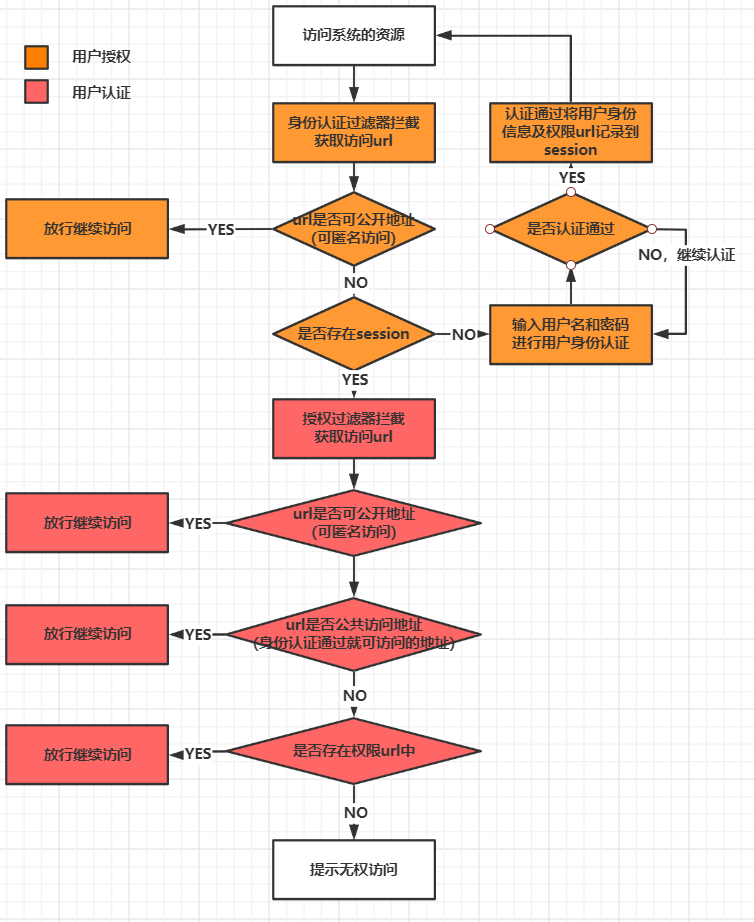 访问系统的资源
用户授权
用户认证
身份认证过滤器拦截
获取访问url
认证通过将用户身份
信息及权限url记录到
session
YES
url是否可公开地址
(可匿名访问)
YES
放行继续访问
是否认证通过
NO，继续认证
NO
是否存在session
NO
输入用户名和密码
进行用户身份认证
YES
授权过滤器拦截
获取访问url
url是否可公开地址
(可匿名访问)
YES
放行继续访问
url是否公共访问地址
(身份认证通过就可访问的地址)
YES
放行继续访问
NO
是否存在权限url中
YES
放行继续访问
NO
提示无权访问